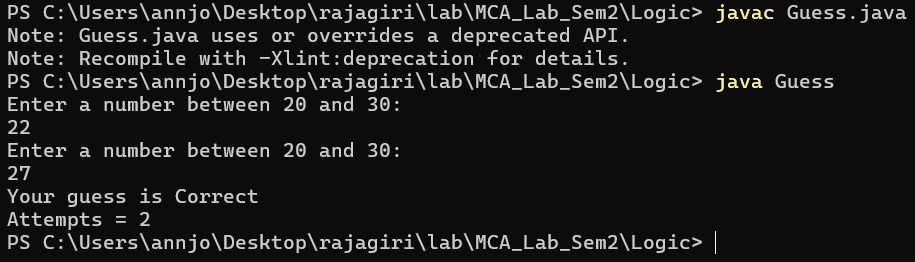 PS C:\Users\annjo\Desktop\rajagiri\lab\MCA_Lab_Sem2\Logic> javac Guess.java
Note: Guess.java uses or overrides a deprecated API.
Note: Recompile with -Xlint:deprecation for details.
PS C:\Users\annjo\Desktop\rajagiri\lab\MCA_Lab_Sem2\Logic> java Guess
Enter a number between 20 and 30:
22
Enter a number between 20 and 30:
27
Your guess is Correct
Attempts = 2
PS C:\Users\annjo\Desktop\rajagiri\lab\MCA_Lab_Sem2\Logic>